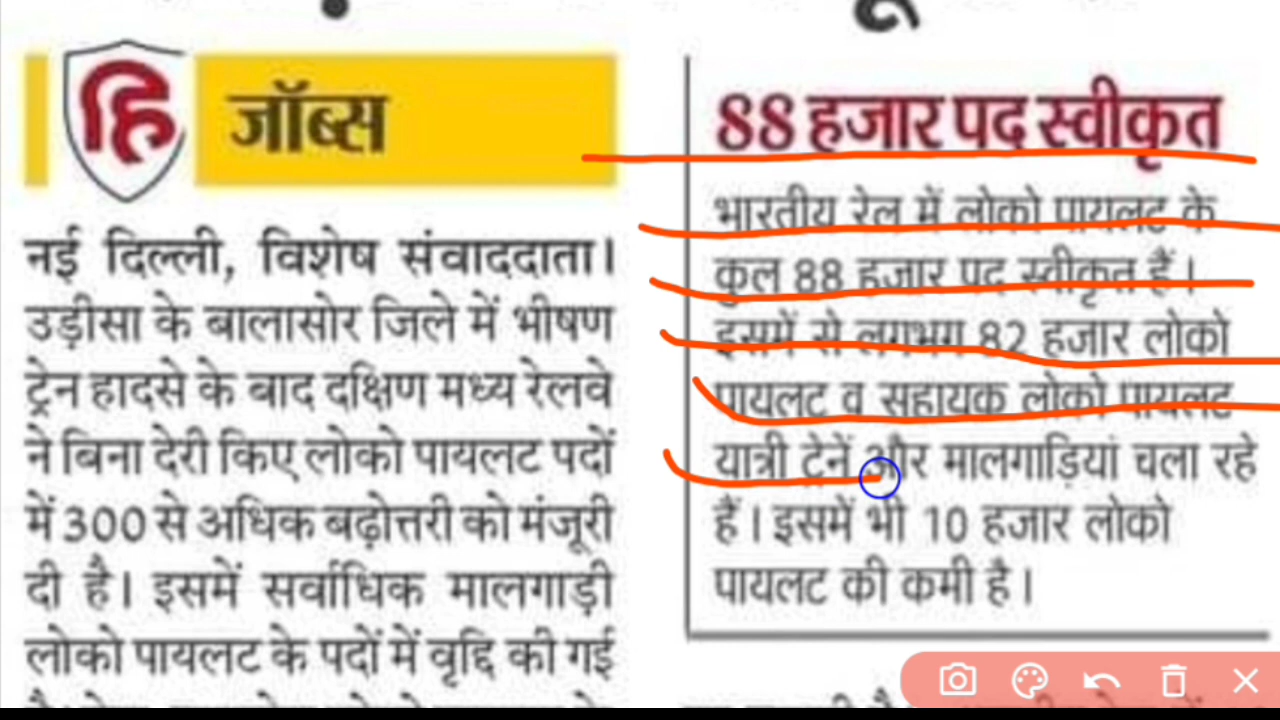 हि जॉब्स
नई दिल्ली, विशेष संवाददाता।
उड़ीसा के बालासोर जिले में भीषण
ट्रेन हादसे के बाद दक्षिण मध्य रेलवे
ने बिना देरी किए लोको पायलट पदों
में 300 से अधिक बढ़ोत्तरी को मंजूरी
दी है। इसमें सर्वाधिक मालगाड़ी
लोको पायलट के पदों में वृद्दि की गई
88 हजार पद स्वीकृत
भारतीय रेल में लोको पायलट के
कुल 88 हजार पद स्वीकृत हैं।
इसमें से लगभग 82 हजार लोको
पायलट व सहायक लोको पायलट
यात्री टेनें और मालगाड़ियां चला रहे
हैं। इसमें भी 10 हजार लोको
पायलट की कमी है।